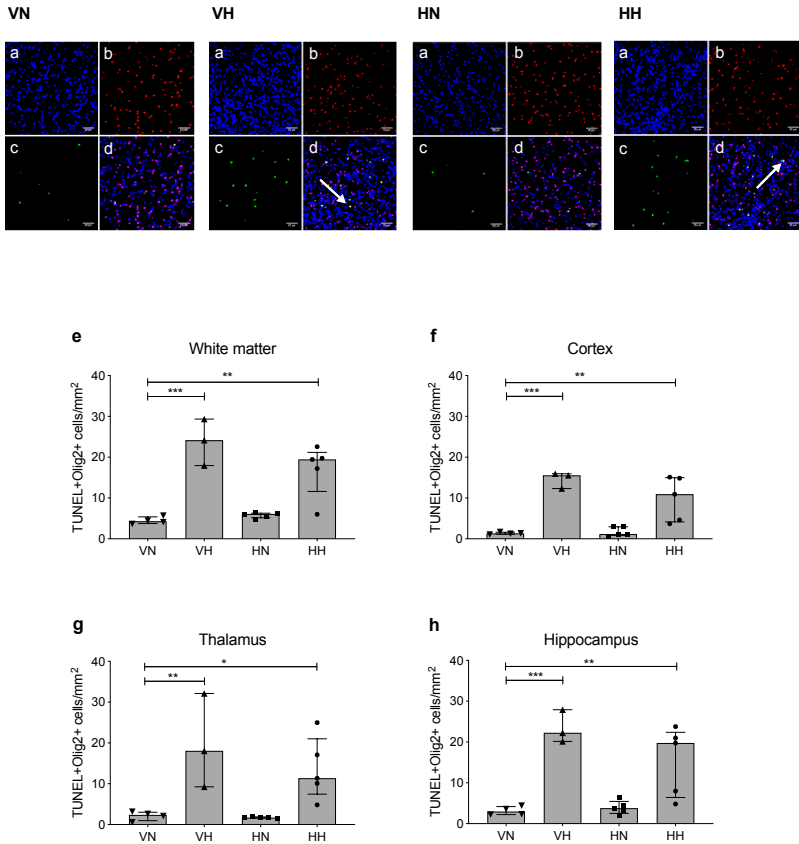 VN VH HN HH
a b a b a b a b
c d c d c d c d
e
White matter
TUNEL+Olig2+ cells/mm²
40
30
20
10
0
**
***
VN VH HN HH
f
Cortex
TUNEL+Olig2+ cells/mm²
40
30
20
10
0
**
***
VN VH HN HH
g
Thalamus
TUNEL+Olig2+ cells/mm²
40
30
20
10
0
*
**
VN VH HN HH
h
Hippocampus
TUNEL+Olig2+ cells/mm²
40
30
20
10
0
**
***
VN VH HN HH